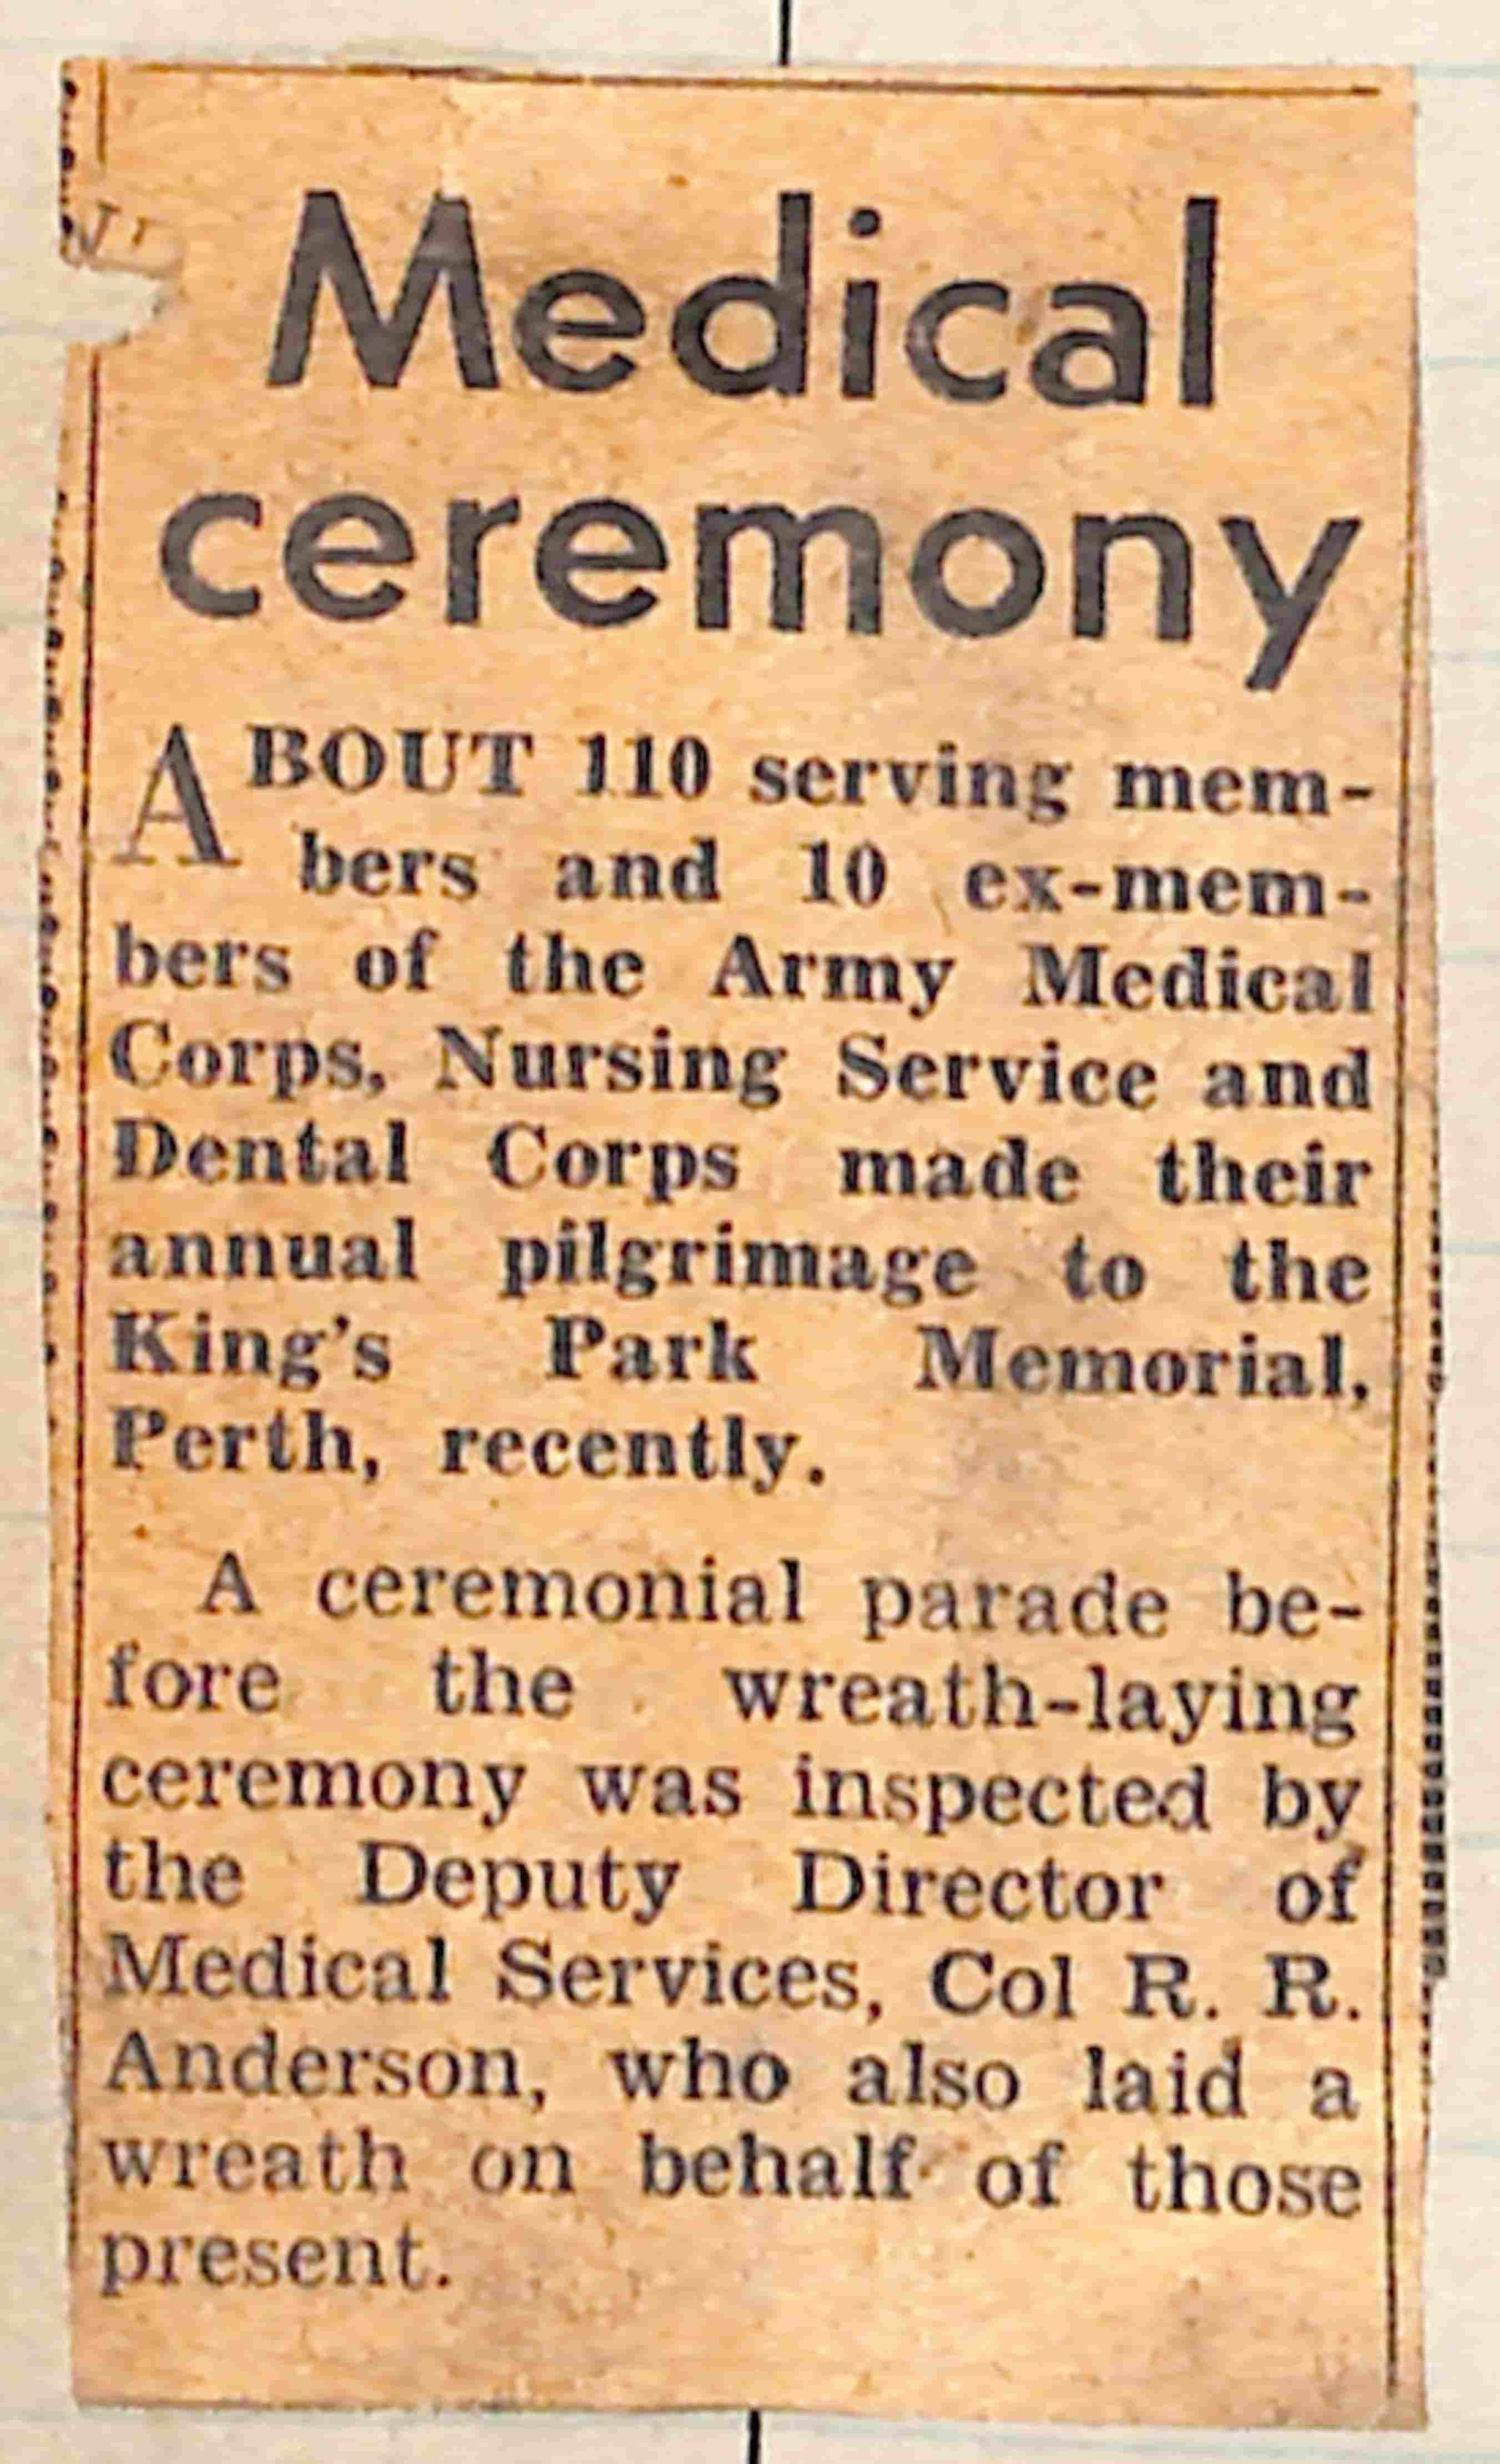 Medical
ceremony
ABOUT 110 serving mem-
bers and 10 ex-mem-
bers of the Army Medical
Corps, Nursing Service and
Dental Corps made their
annual pilgrimage to the
King's Park Memorial,
Perth, recently.
A ceremonial parade be-
fore the wreath-laying
ceremony was inspected by
the Deputy Director of
Medical Services, Col R. R.
Anderson, who also laid a
wreath on behalf of those
present.